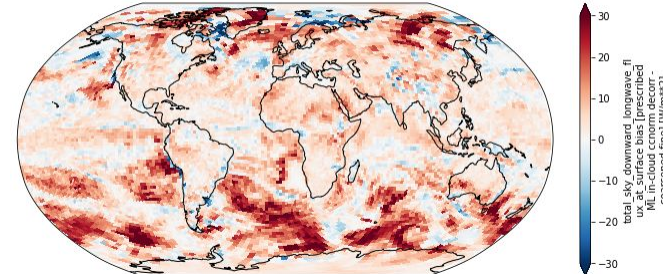 30
20
10
0
−10
−20
−30
total_sky_downward_longwave_fl
ux_at_surface bias [prescribed
ML in-cloud ccnorm decorr -